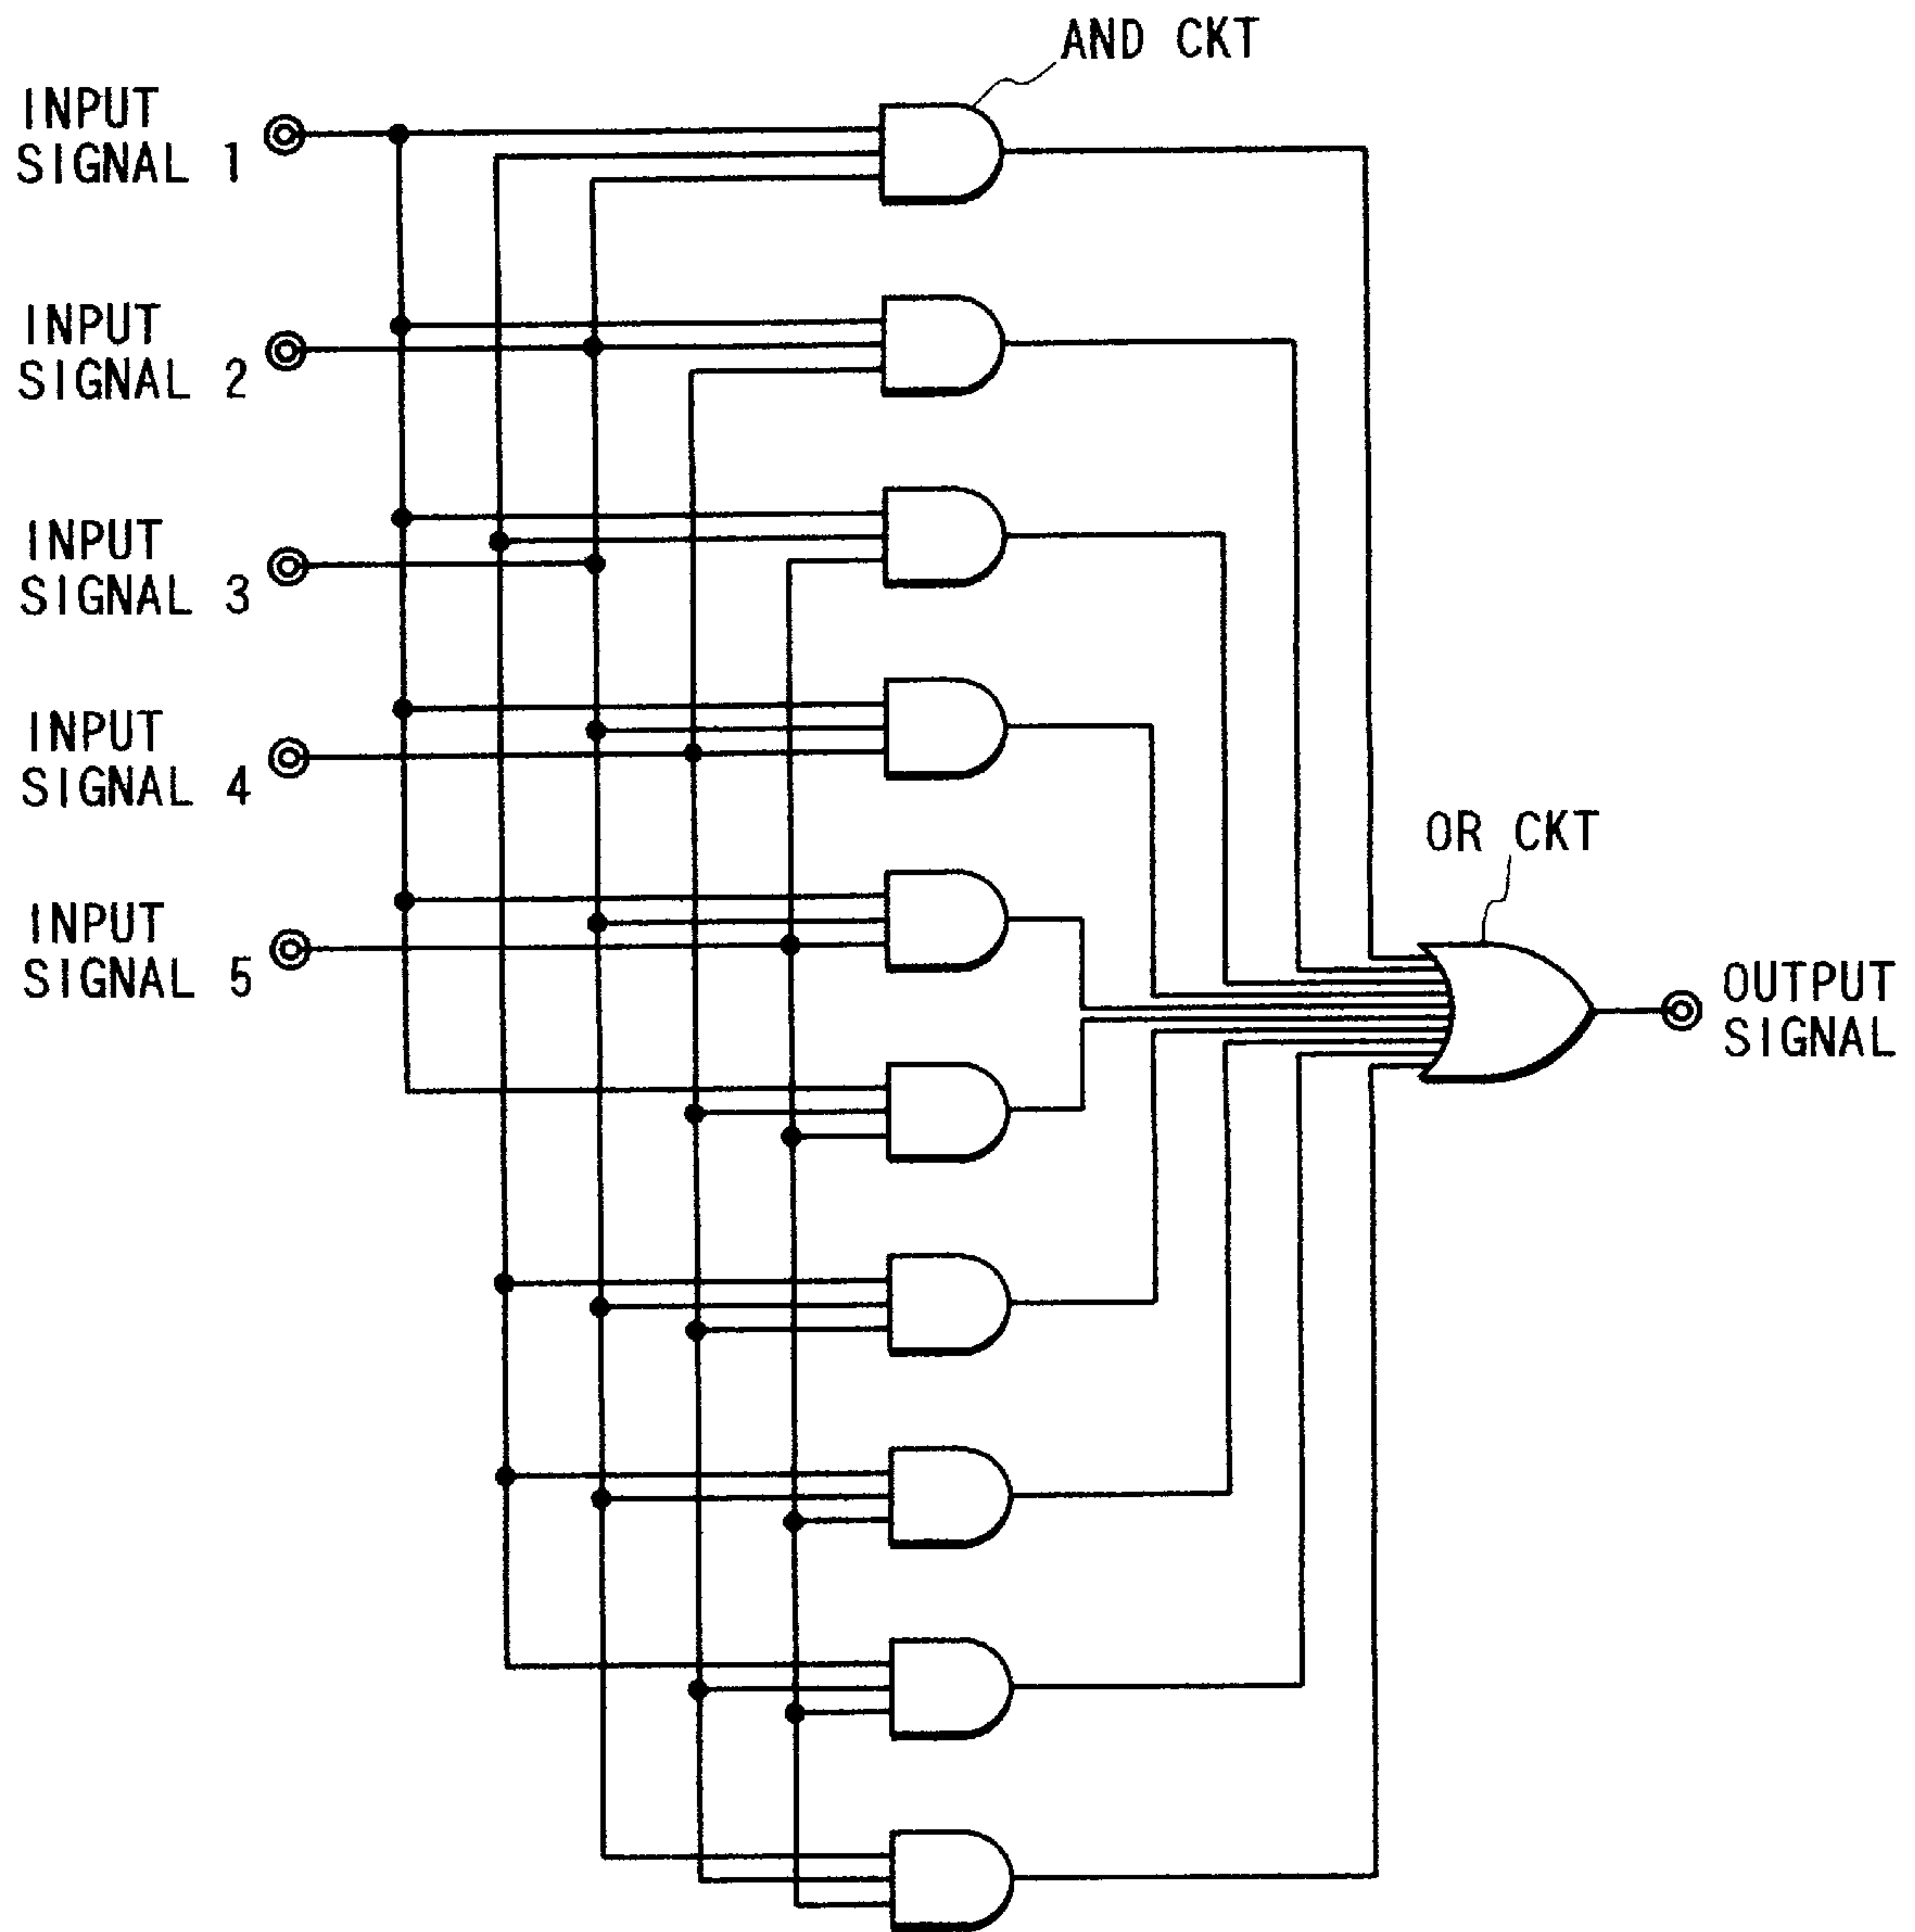 AND CKT
INPUT
SIGNAL 1
INPUT
SIGNAL 2
INPUT
SIGNAL 3
INPUT
SIGNAL 4
OR CKT
INPUT
SIGNAL 5
OUTPUT
SIGNAL